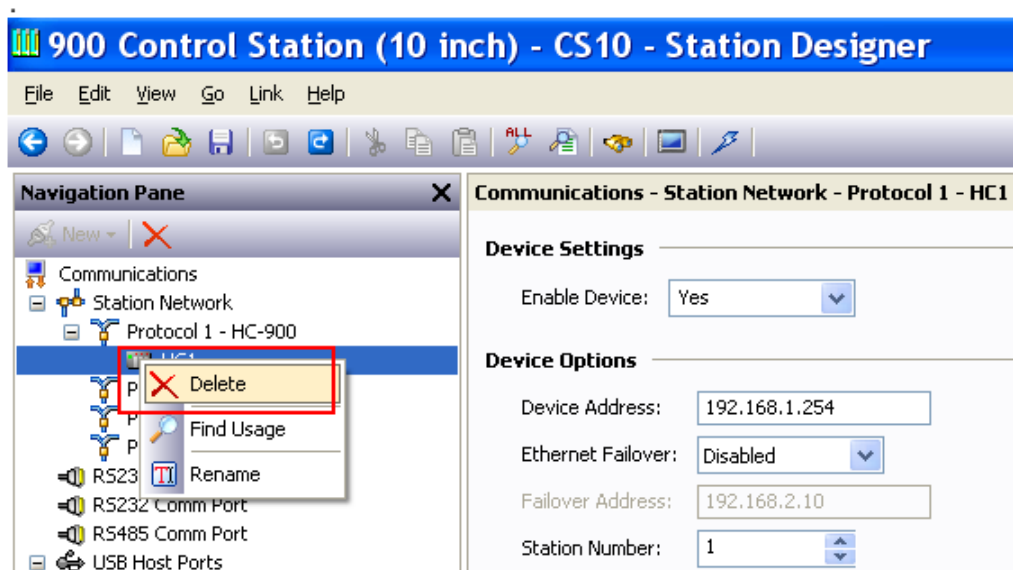 900 Control Station (10 inch) - CS10 - Station Designer
File Edit View Go Link Help
ALL
Navigation Pane
New
Communications
Station Network
Protocol 1 - HC-900
HC1
P
P
P
RS23
RS232 Comm Port
RS485 Comm Port
USB Host Ports
Delete
Find Usage
Rename
Communications - Station Network - Protocol 1 - HC1
Device Settings
Enable Device: Yes
Device Options
Device Address: 192.168.1.254
Ethernet Failover: Disabled
Failover Address: 192.168.2.10
Station Number: 1